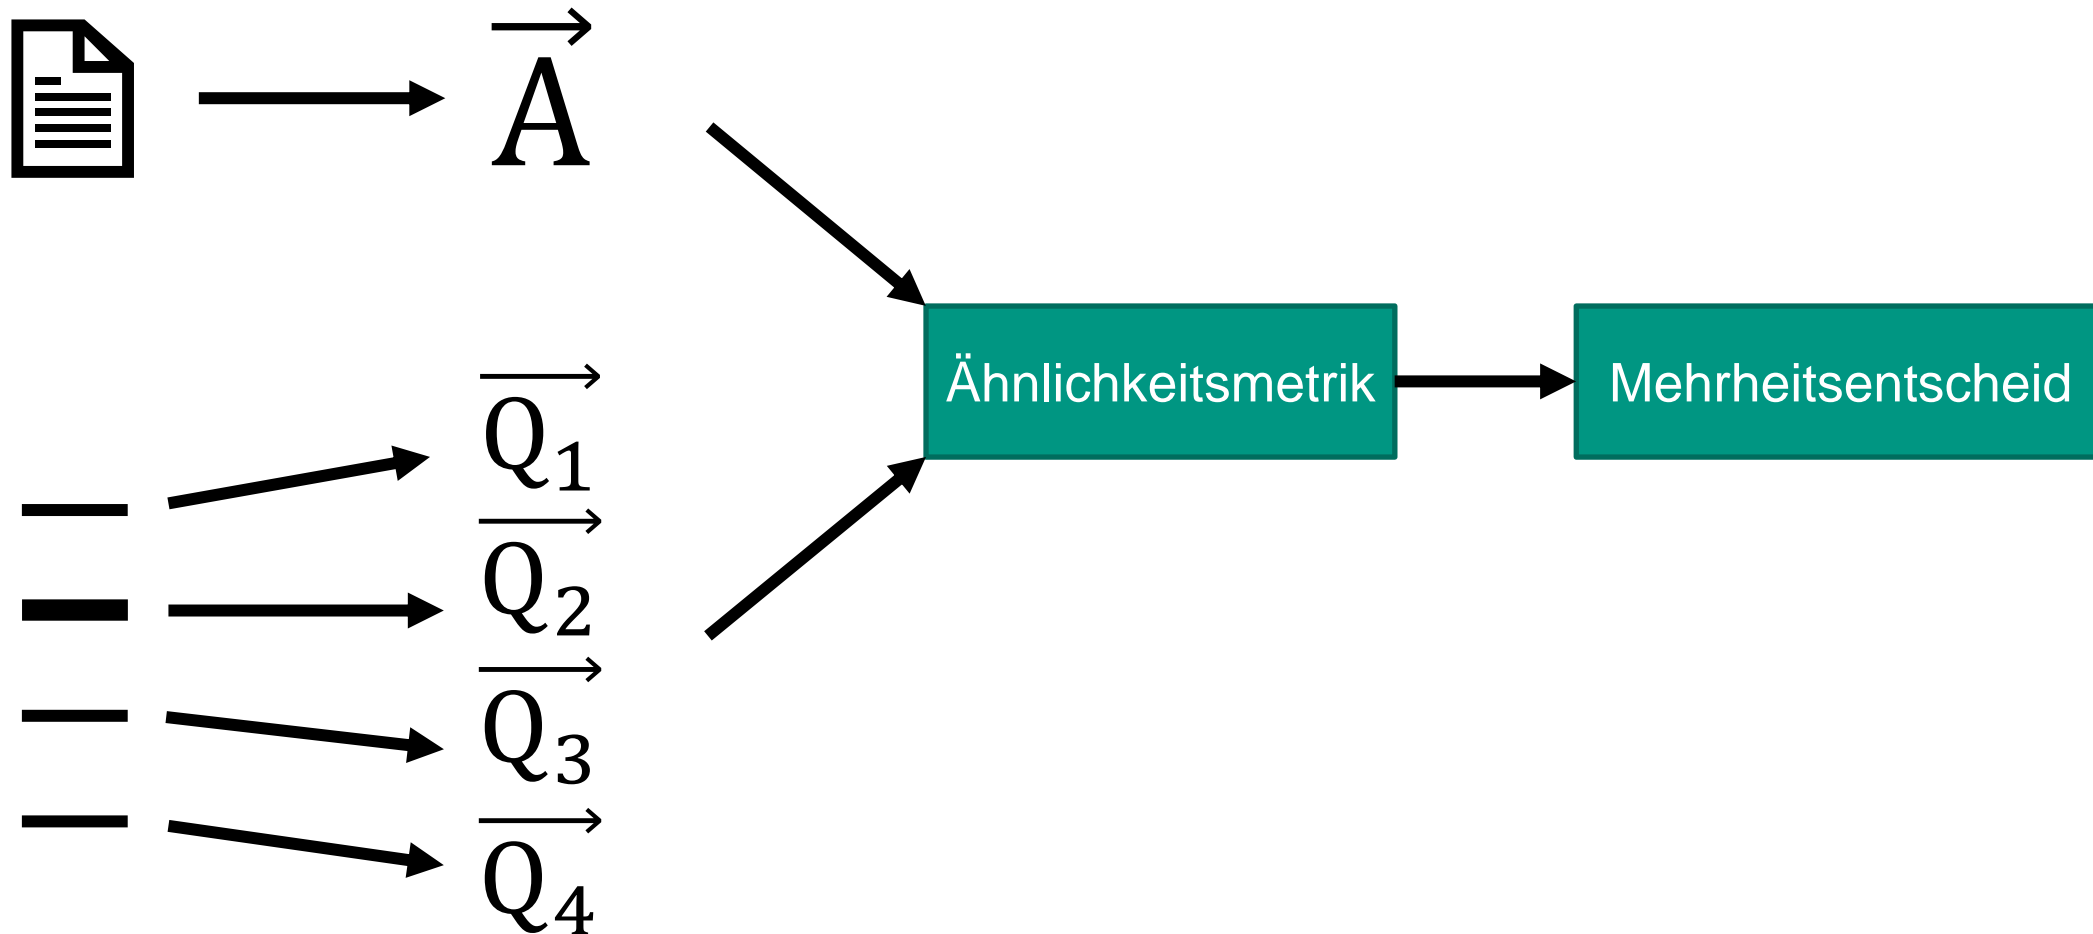 A
Q1
Q2
Q3
Q4
Ähnlichkeitsmetrik
Mehrheitsentscheid